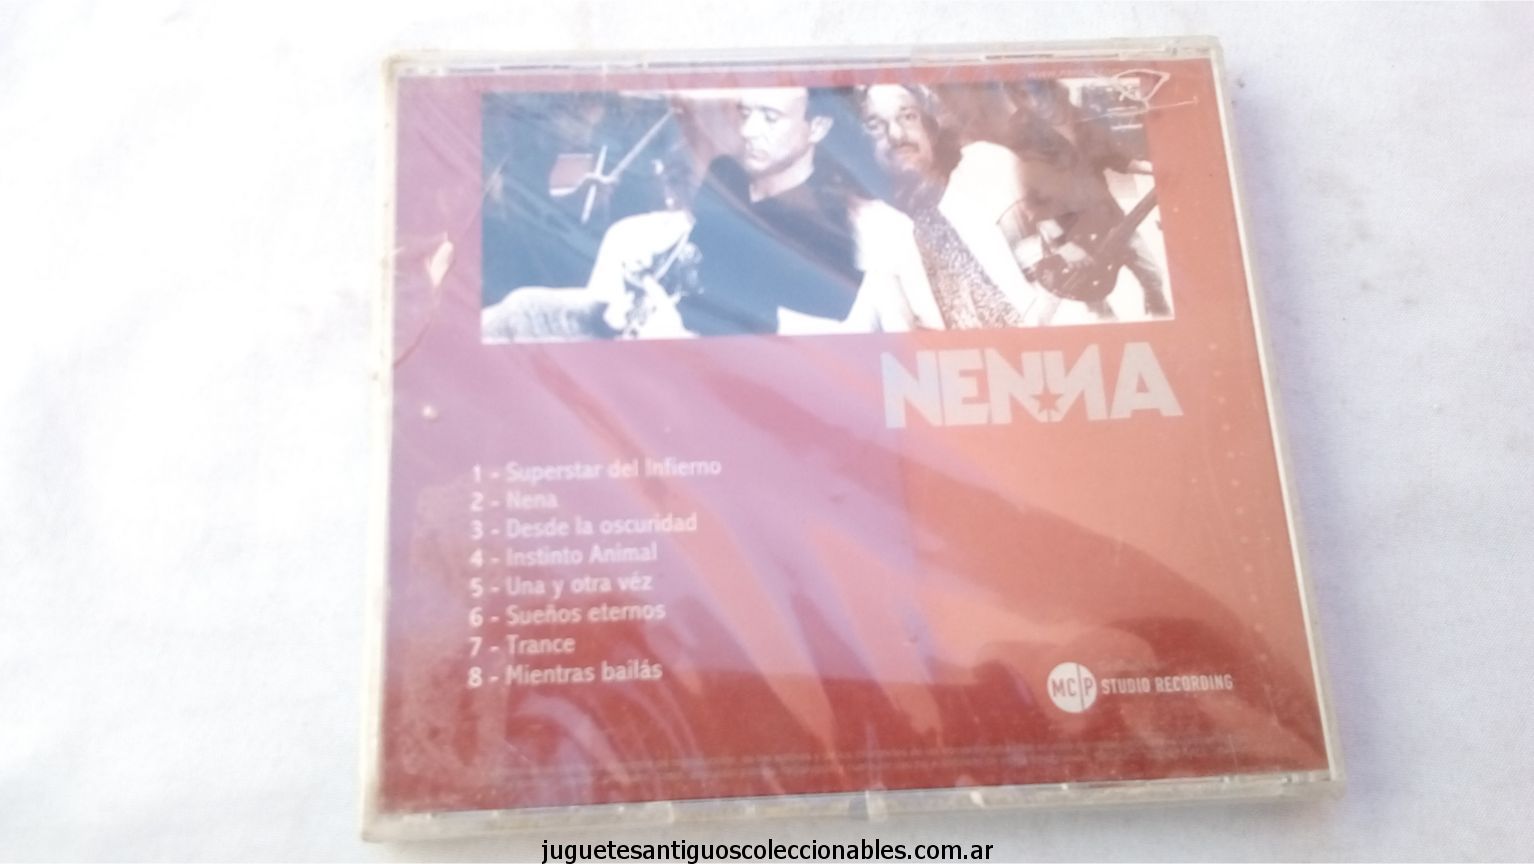 NENNA
1 - Superstar del Infierno
2 - Nena
3 - Desde la oscuridad
4 - Instinto Animal
5 - Una y otra véz
6 - Sueños eternos
7 - Trance
8 - Mientras bailás
MCP STUDIO RECORDING
juguetesantiguoscoleccionables.com.ar